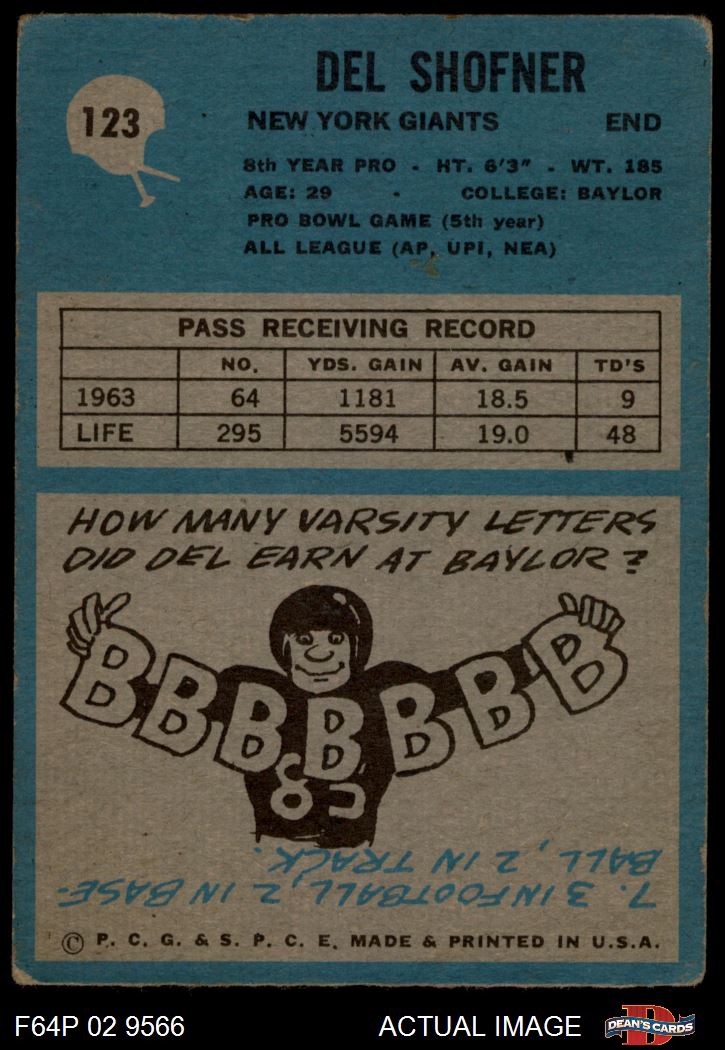 DEL SHOFNER
123
NEW YORK GIANTS END
8th YEAR PRO - HT. 6'3" - WT. 185
AGE: 29 - COLLEGE: BAYLOR
PRO BOWL GAME (5th year)
ALL LEAGUE (AP, UPI, NEA)
PASS RECEIVING RECORD
NO. YDS. GAIN AV. GAIN TD'S
1963 64 1181 18.5 9
LIFE 295 5594 19.0 48
HOW MANY VARSITY LETTERS
DID DEL EARN AT BAYLOR?
B B B B B B B
85
7. 3 IN FOOTBALL, 2 IN BASE-
BALL, 2 IN TRACK.
© P. C. G. & S. P. C. E. MADE & PRINTED IN U.S.A.
F64P 02 9566 ACTUAL IMAGE DEAN'S CARDS